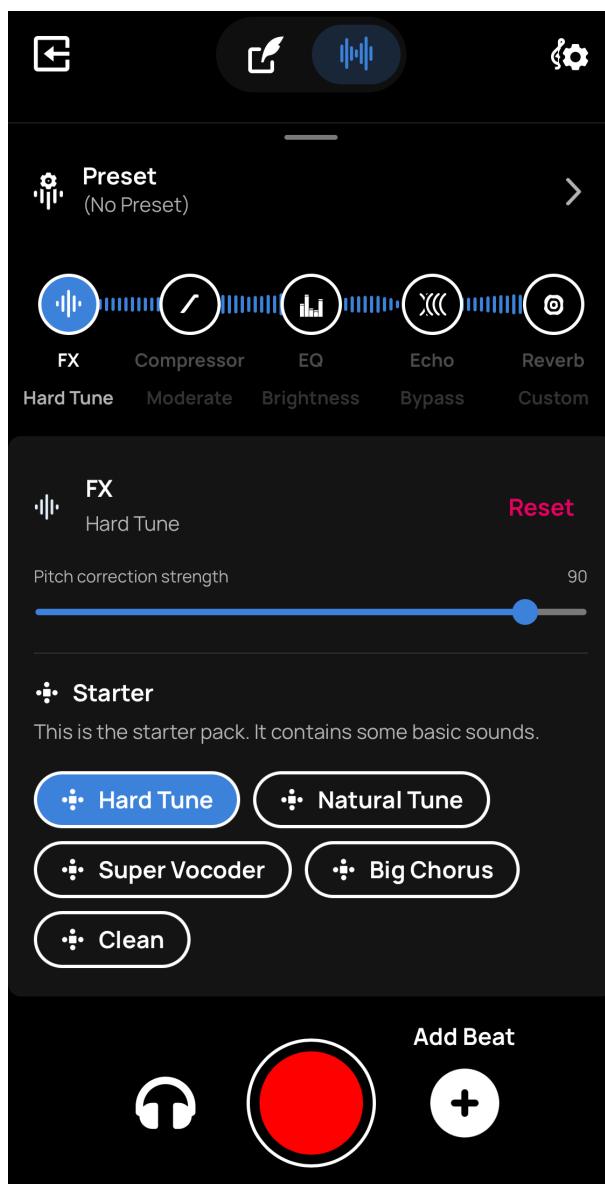 Preset
(No Preset)
FX Compressor EQ Echo Reverb
Hard Tune Moderate Brightness Bypass Custom
FX
Hard Tune
Reset
Pitch correction strength 90
Starter
This is the starter pack. It contains some basic sounds.
Hard Tune Natural Tune
Super Vocoder Big Chorus
Clean
Add Beat